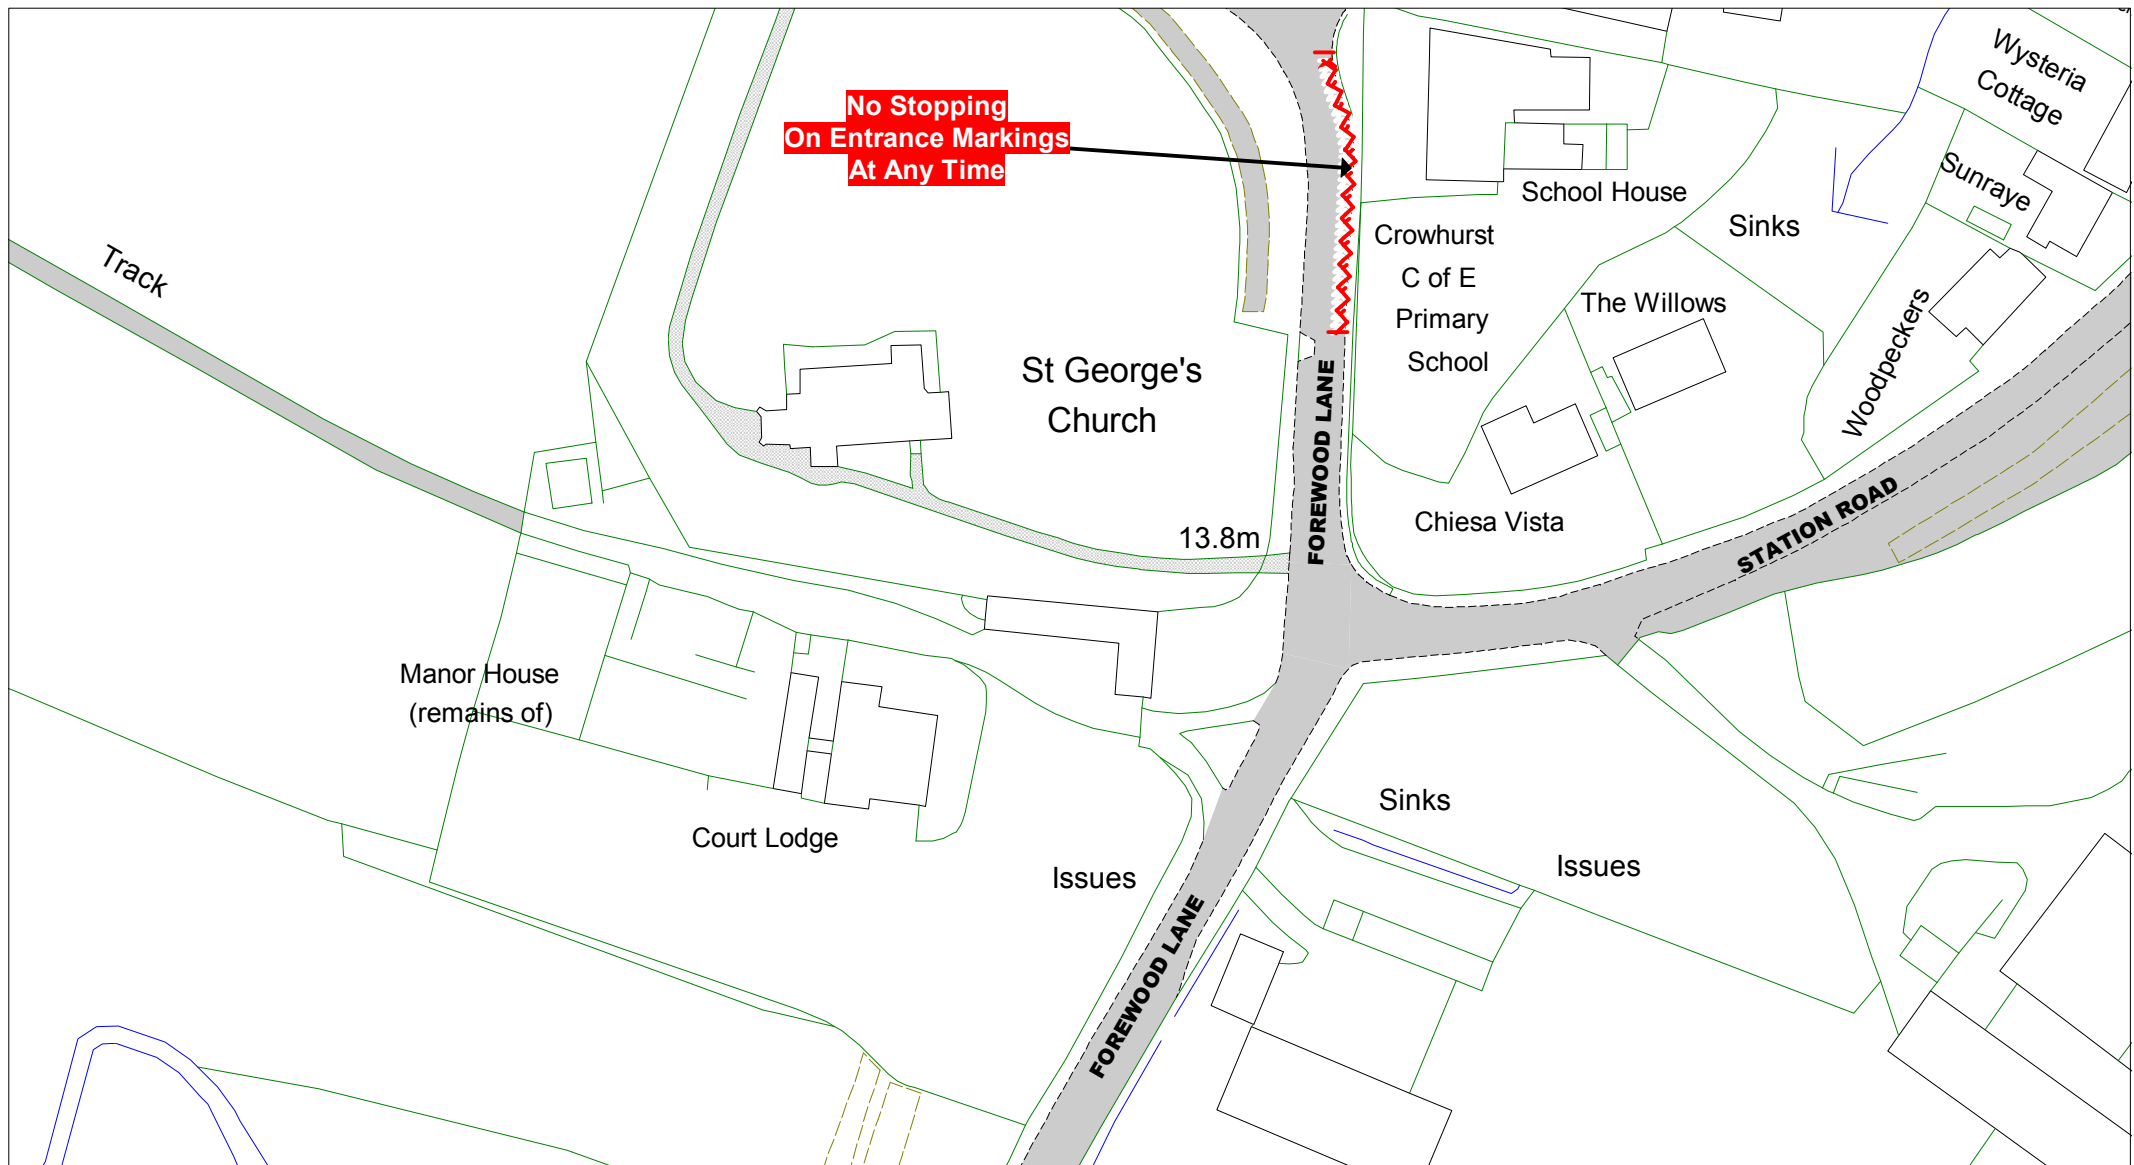 No Stopping
On Entrance Markings
At Any Time
Wysteria
Cottage
Sunraye
School House
Sinks
Crowhurst
C of E
Primary
School
The Willows
Woodpeckers
Track
St George's
Church
FOREWOOD LANE
13.8m
Chiesa Vista
STATION ROAD
Manor House
(remains of)
Court Lodge
Sinks
Issues
Issues
FOREWOOD LANE